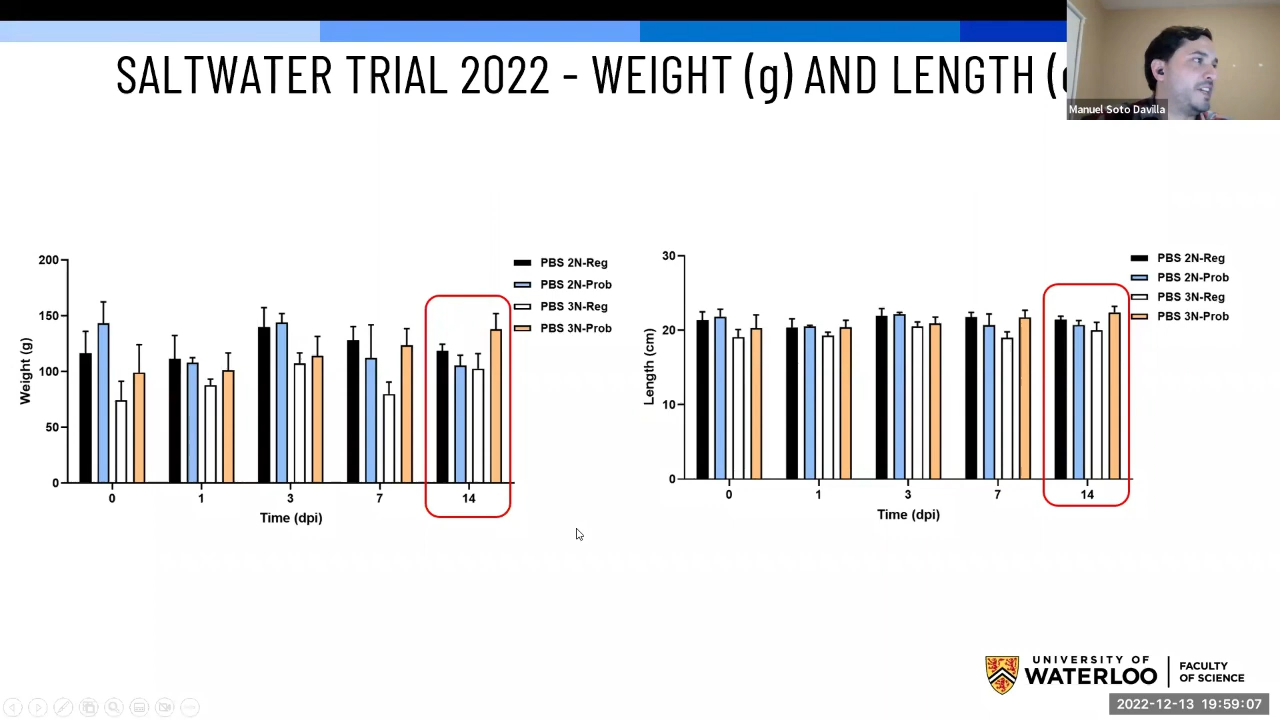 SALTWATER TRIAL 2022 - WEIGHT (g) AND LENGTH (
Manuel Soto Davilla
200
150
100
50
0
Weight (g)
0 1 3 7 14
Time (dpi)
PBS 2N-Reg
PBS 2N-Prob
PBS 3N-Reg
PBS 3N-Prob
30
20
10
0
Length (cm)
0 1 3 7 14
Time (dpi)
PBS 2N-Reg
PBS 2N-Prob
PBS 3N-Reg
PBS 3N-Prob
UNIVERSITY OF
WATERLOO
FACULTY
OF SCIENCE
2022-12-13 19:59:07